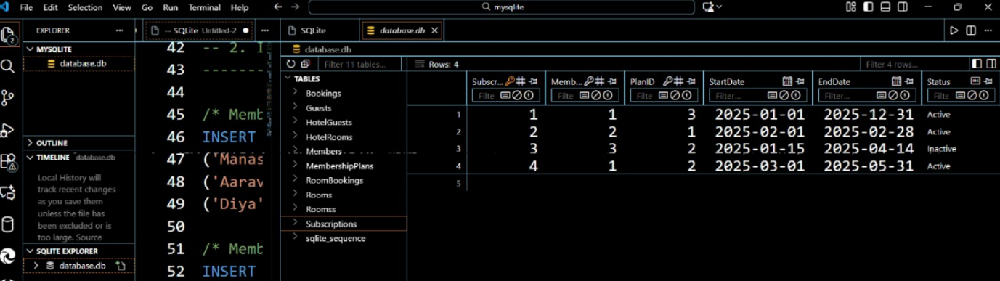 File Edit Selection View Go Run Terminal Help mysqlite
EXPLORER
MYSQLITE
database.db
OUTLINE
TIMELINE database.db
Local History will
track recent changes
as you save them
unless the file has
been excluded or is
too large. Source
SQLITE EXPLORER
database.db
2
-- SQLite Untitled-2
42 -- 2. I
43 --------
44
45 /* Memb
46 INSERT
47 ('Manas
48 ('Aarav
49 ('Diya'
50
51 /* Memb
52 INSERT
SQLite database.db
database.db
Filter 11 tables...
TABLES
Bookings
Guests
HotelGuests
HotelRooms
Members
MembershipPlans
RoomBookings
Rooms
Roomss
Subscriptions
sqlite_sequence
Rows: 4 Filter 4 rows...
Subscr... Memb... PlanID StartDate EndDate Status
Filte Filte Filte Filter... Filter... Filte
1 1 1 3 2025-01-01 2025-12-31 Active
2 2 2 1 2025-02-01 2025-02-28 Active
3 3 3 2 2025-01-15 2025-04-14 Inactive
4 4 1 2 2025-03-01 2025-05-31 Active
5